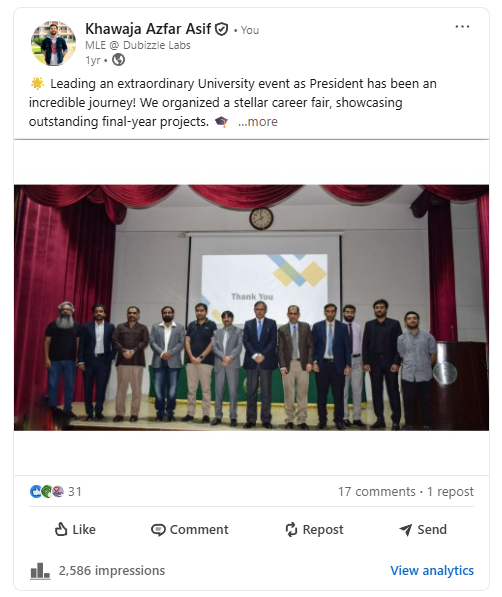 Khawaja Azfar Asif • You
MLE @ Dubizzle Labs
1yr •
🌟 Leading an extraordinary University event as President has been an
incredible journey! We organized a stellar career fair, showcasing
outstanding final-year projects. 🎓 ...more
Thank You
31
17 comments · 1 repost
Like
Comment
Repost
Send
2,586 impressions
View analytics